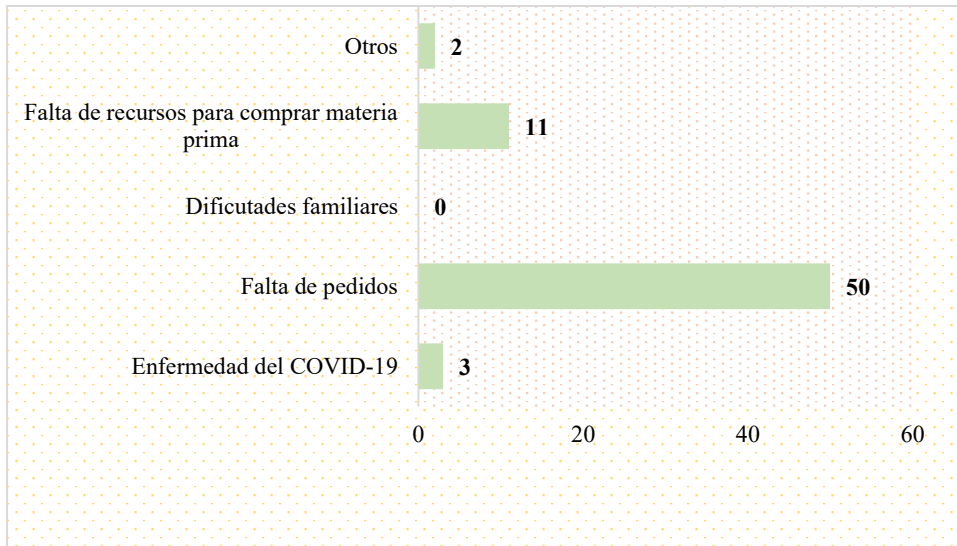 Otros
2
Falta de recursos para comprar materia
prima
11
Dificutades familiares
0
Falta de pedidos
50
Enfermedad del COVID-19
3
0 20 40 60